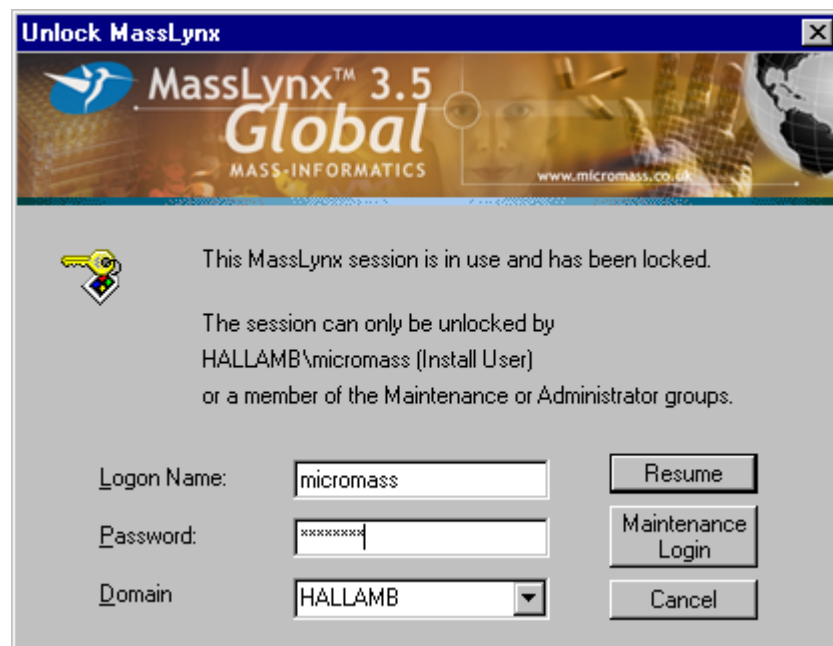 Unlock MassLynx
MassLynx™ 3.5
Global
MASS-INFORMATICS
www.micromass.co.uk
This MassLynx session is in use and has been locked.
The session can only be unlocked by
HALLAMB\micromass (Install User)
or a member of the Maintenance or Administrator groups.
Logon Name: micromass Resume
Password: ******** Maintenance Login
Domain HALLAMB Cancel